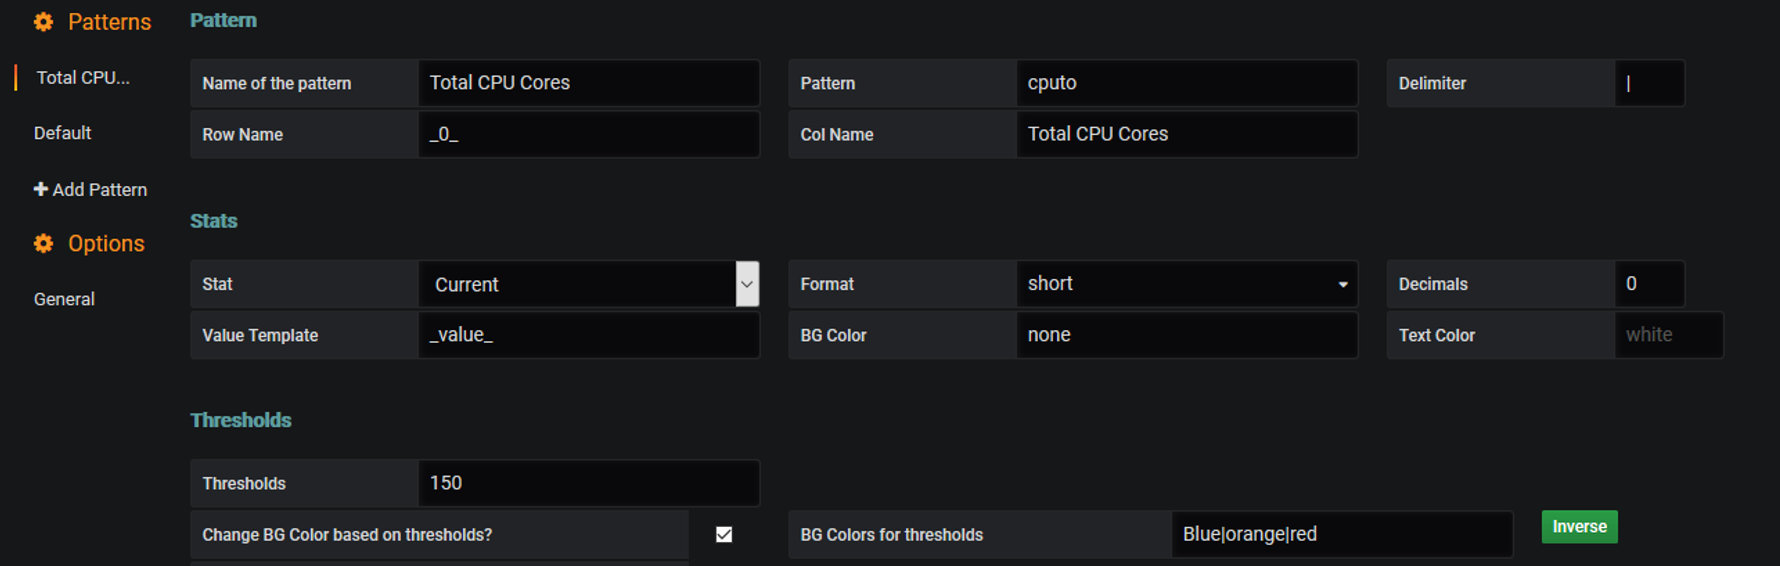 Patterns
Pattern
Total CPU...
Name of the pattern Total CPU Cores Pattern cputo Delimiter |
Default
Row Name _0_ Col Name Total CPU Cores
Add Pattern
Stats
Options
Stat Current Format short Decimals 0
General
Value Template _value_ BG Color none Text Color white
Thresholds
Thresholds 150
Change BG Color based on thresholds? BG Colors for thresholds Blue|orange|red Inverse